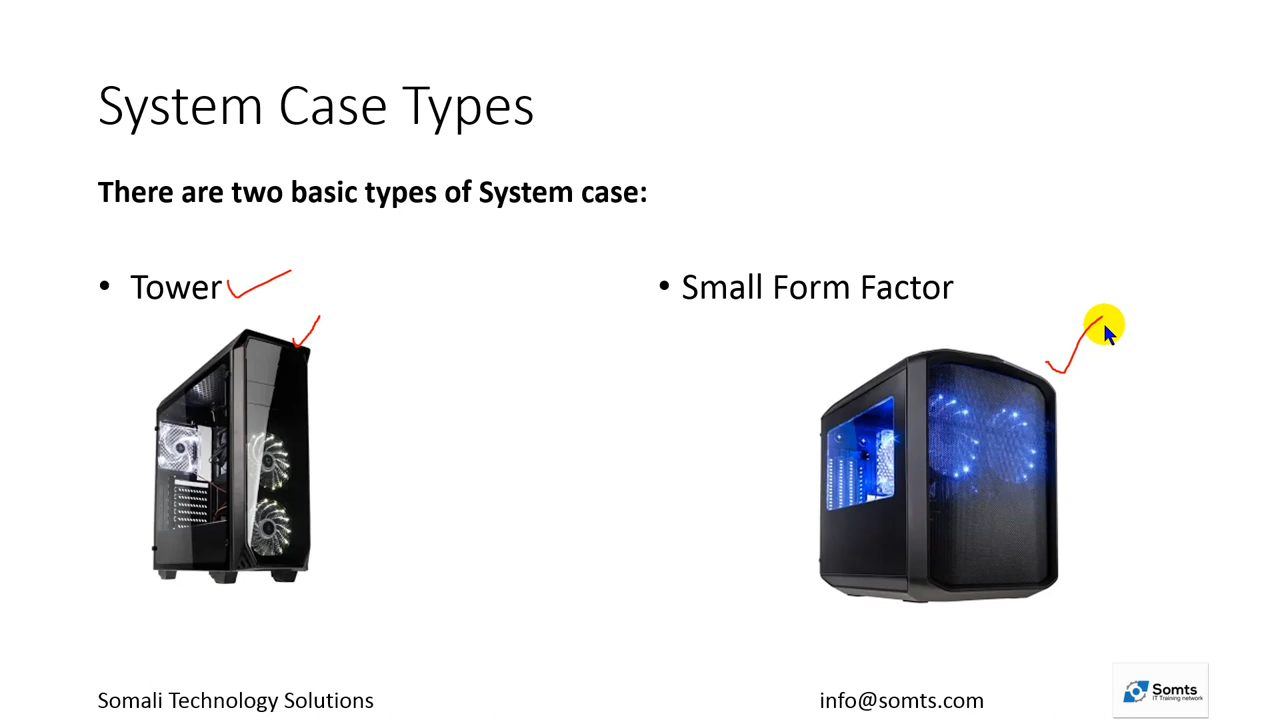 System Case Types
There are two basic types of System case:
• Tower
• Small Form Factor
Somali Technology Solutions
info@somts.com
Somts
IT Training network